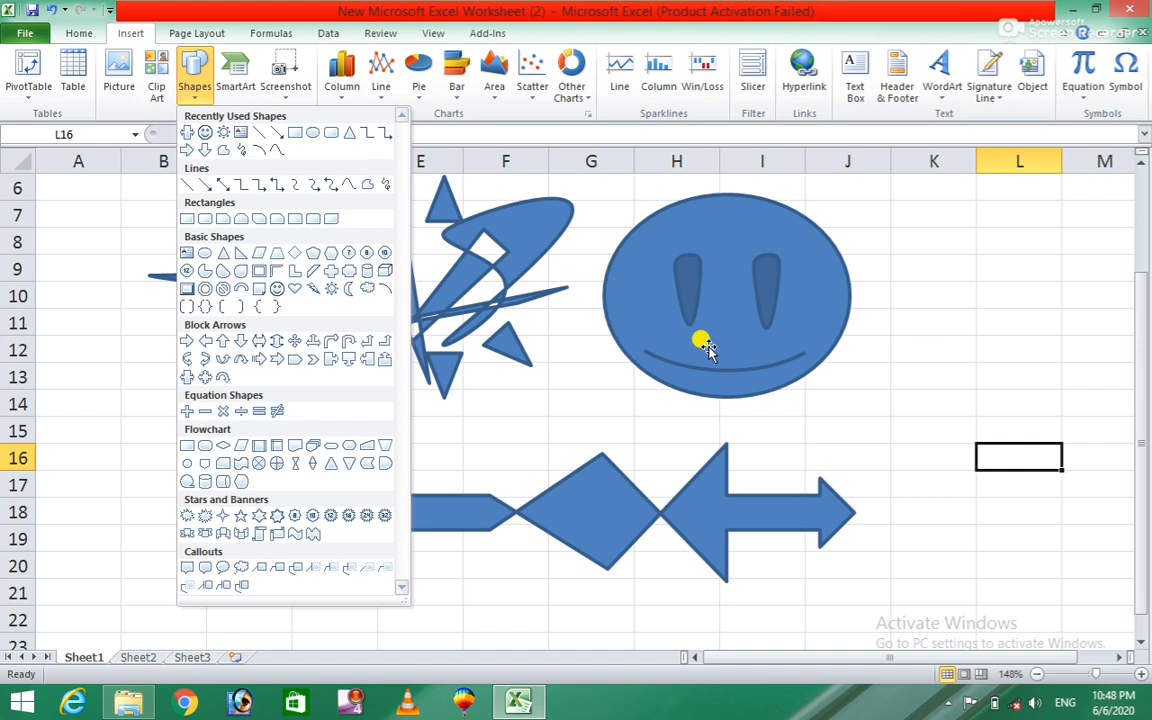 New Microsoft Excel Worksheet (2) - Microsoft Excel (Product Activation Failed)
Apowersoft
Screen Recorder
File Home Insert Page Layout Formulas Data Review View Add-Ins
PivotTable Table Picture Clip Art Shapes SmartArt Screenshot Column Line Pie Bar Area Scatter Other Charts Line Column Win/Loss Slicer Hyperlink Text Box Header & Footer WordArt Signature Line Object Equation Symbol
Tables Charts Sparklines Filter Links Text Symbols
L16
Recently Used Shapes
Lines
Rectangles
Basic Shapes
Block Arrows
Equation Shapes
Flowchart
Stars and Banners
Callouts
A B E F G H I J K L M
6
7
8
9
10
11
12
13
14
15
16
17
18
19
20
21
22
23
Activate Windows
Go to PC settings to activate Windows.
Sheet1 Sheet2 Sheet3
Ready 148%
ENG 10:48 PM
6/6/2020